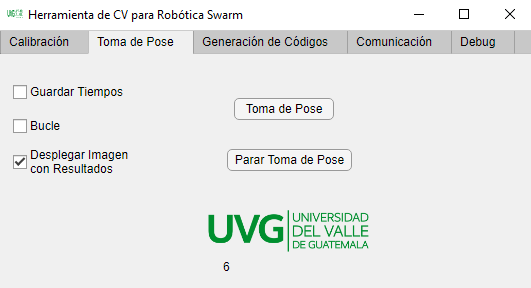 Herramienta de CV para Robótica Swarm
Calibración Toma de Pose Generación de Códigos Comunicación Debug
Guardar Tiempos
Toma de Pose
Bucle
Desplegar Imagen
con Resultados
Parar Toma de Pose
UVG
UNIVERSIDAD
DEL VALLE
DE GUATEMALA
6